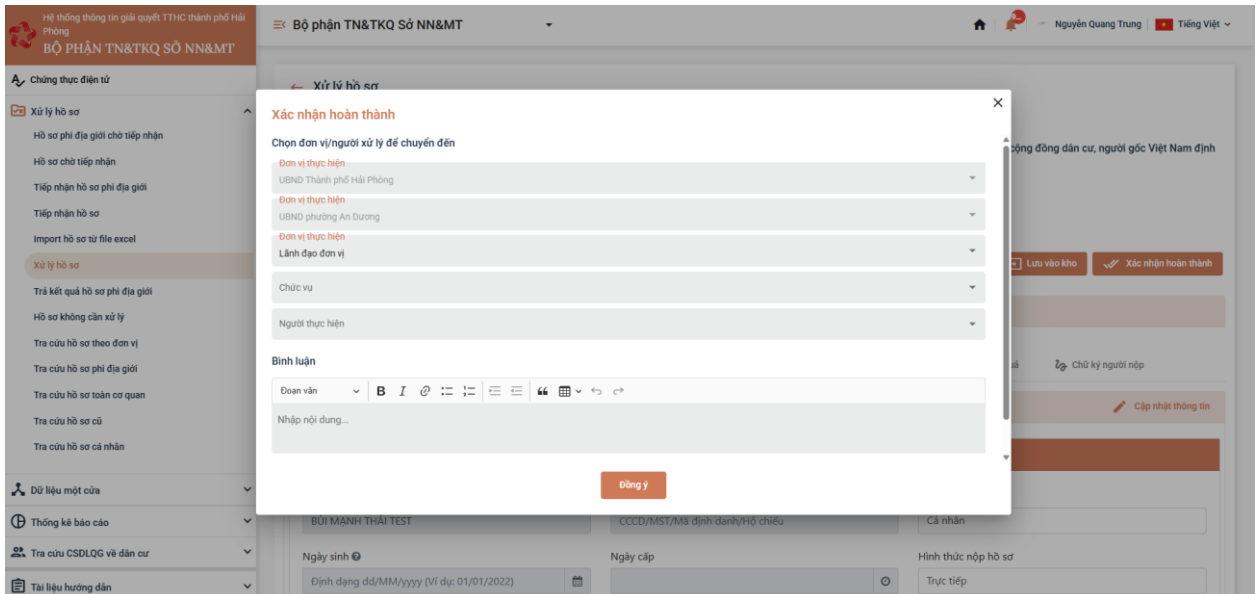 Hệ thống thông tin giải quyết TTHC thành phố Hải
Phòng
BỘ PHẬN TN&TKQ SỞ NN&MT
Bộ phận TN&TKQ Sở NN&MT
Nguyễn Quang Trung
Tiếng Việt
Chứng thực điện tử
Xử lý hồ sơ
Hồ sơ phi địa giới chờ tiếp nhận
Hồ sơ chờ tiếp nhận
Tiếp nhận hồ sơ phi địa giới
Tiếp nhận hồ sơ
Import hồ sơ từ file excel
Xử lý hồ sơ
Trả kết quả hồ sơ phi địa giới
Hồ sơ không cần xử lý
Tra cứu hồ sơ theo đơn vị
Tra cứu hồ sơ phi địa giới
Tra cứu hồ sơ toàn cơ quan
Tra cứu hồ sơ cũ
Tra cứu hồ sơ cá nhân
Dữ liệu một cửa
Thống kê báo cáo
Tra cứu CSDLQG về dân cư
Tài liệu hướng dẫn
Xử lý hồ sơ
Xác nhận hoàn thành
Chọn đơn vị/người xử lý để chuyển đến
Đơn vị thực hiện
UBND Thành phố Hải Phòng
Đơn vị thực hiện
UBND phường An Dương
Đơn vị thực hiện
Lãnh đạo đơn vị
Chức vụ
Người thực hiện
Bình luận
Đoạn văn
Nhập nội dung...
Đồng ý
cộng đồng dân cư, người gốc Việt Nam định
Lưu vào kho
Xác nhận hoàn thành
Chữ ký người nộp
Cập nhật thông tin
BÙI MẠNH THÁI TEST
CCCD/MST/Mã định danh/Hộ chiếu
Cá nhân
Ngày sinh
Ngày cấp
Hình thức nộp hồ sơ
Định dạng dd/MM/yyyy (Ví dụ: 01/01/2022)
Trực tiếp